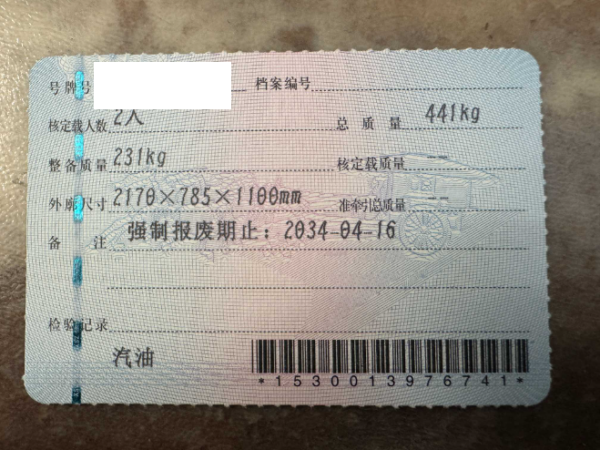 号牌号 档案编号
核定载人数 2人 总质量 441kg
整备质量 231kg 核定载质量 --
外廓尺寸 2170×785×1100mm 准牵引总质量 --
备注 强制报废期止：2034-04-16
检验记录
汽油
*1530013976741*